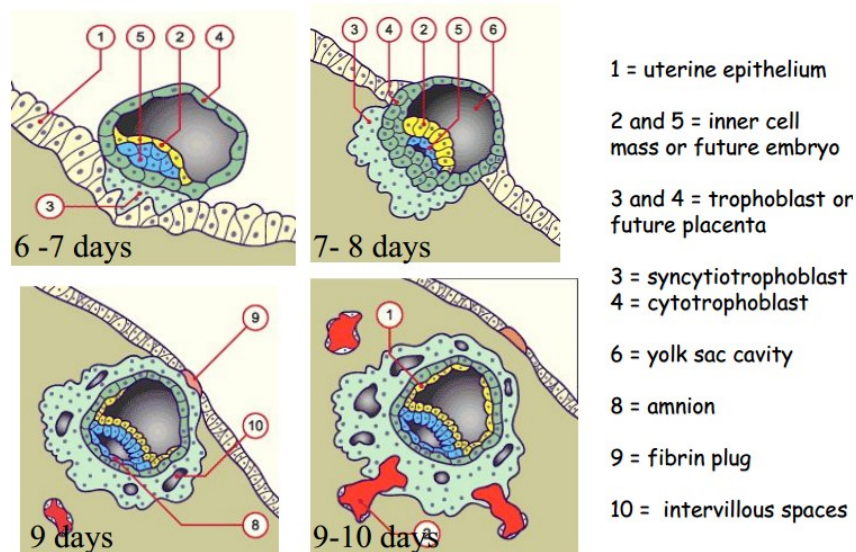 1 5 2 4
3
6 -7 days
3 4 2 5 6
7- 8 days
9
10
8
9 days
1
9-10 days
1 = uterine epithelium
2 and 5 = inner cell
mass or future embryo
3 and 4 = trophoblast or
future placenta
3 = syncytiotrophoblast
4 = cytotrophoblast
6 = yolk sac cavity
8 = amnion
9 = fibrin plug
10 = intervillous spaces